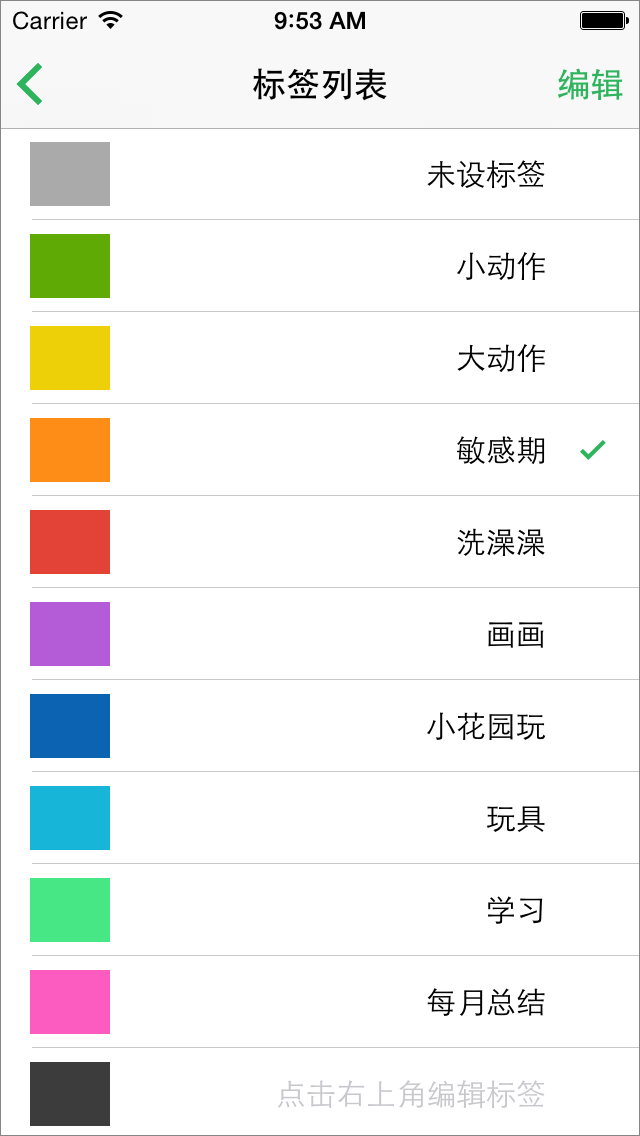 Carrier 9:53 AM
标签列表 编辑
未设标签
小动作
大动作
敏感期
洗澡澡
画画
小花园玩
玩具
学习
每月总结
点击右上角编辑标签